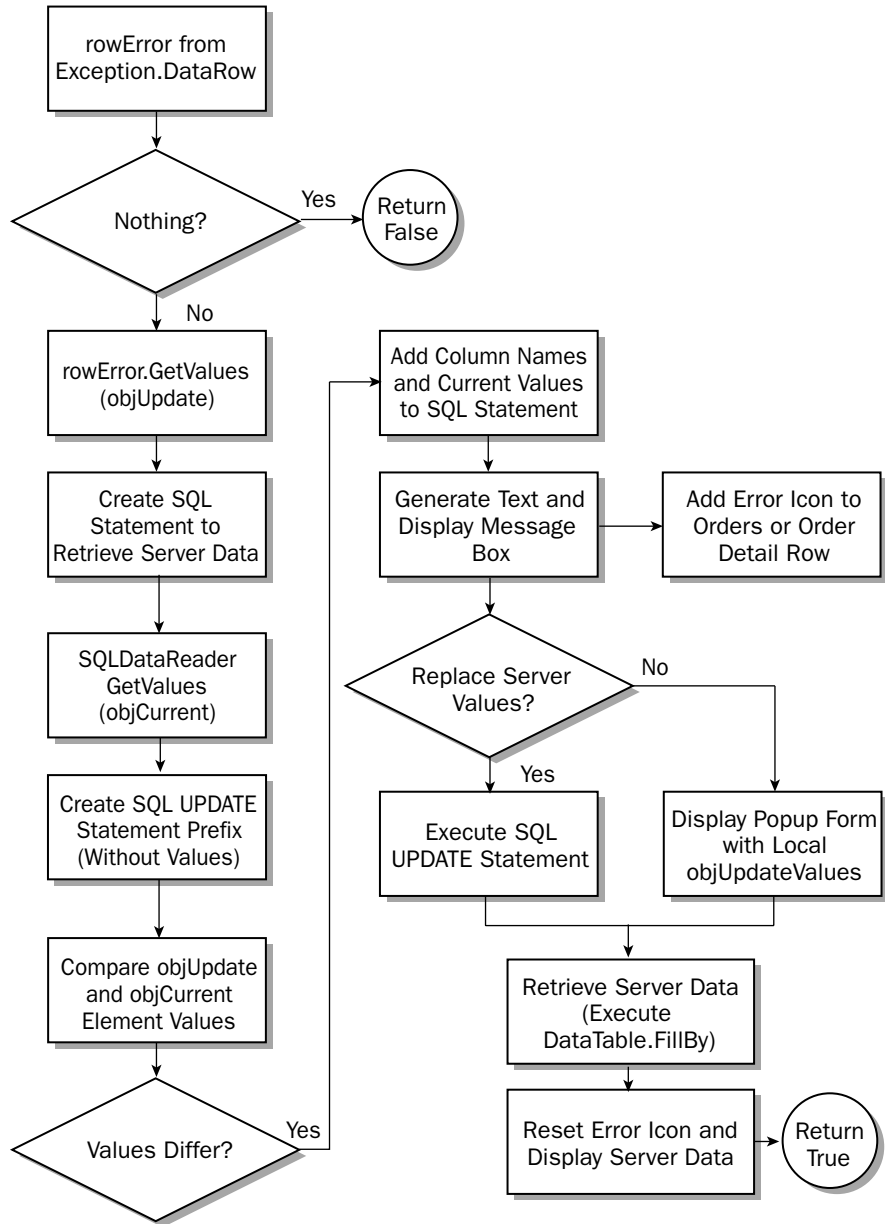 rowError from
Exception.DataRow
Nothing?
Yes
Return
False
No
rowError.GetValues
(objUpdate)
Create SQL
Statement to
Retrieve Server Data
SQLDataReader
GetValues
(objCurrent)
Create SQL UPDATE
Statement Prefix
(Without Values)
Compare objUpdate
and objCurrent
Element Values
Values Differ?
Yes
Add Column Names
and Current Values
to SQL Statement
Generate Text and
Display Message
Box
Add Error Icon to
Orders or Order
Detail Row
Replace Server
Values?
No
Yes
Execute SQL
UPDATE Statement
Display Popup Form
with Local
objUpdateValues
Retrieve Server Data
(Execute
DataTable.FillBy)
Reset Error Icon and
Display Server Data
Return
True